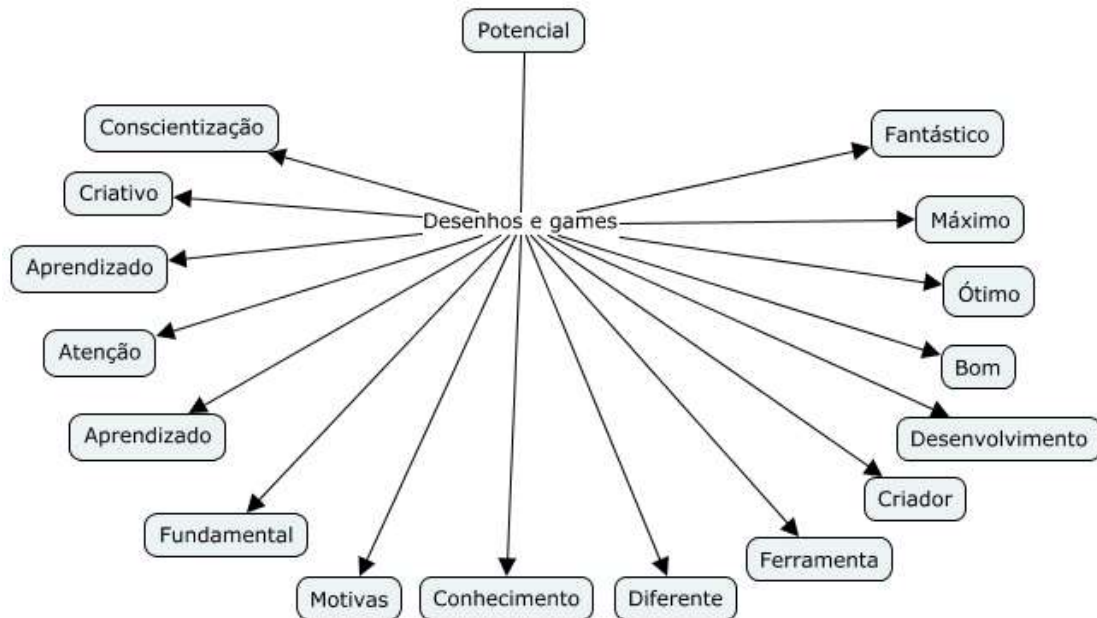 Potencial
Conscientização
Fantástico
Criativo
Máximo
Desenhos e games
Aprendizado
Ótimo
Atenção
Bom
Aprendizado
Desenvolvimento
Criador
Fundamental
Ferramenta
Motivas
Conhecimento
Diferente